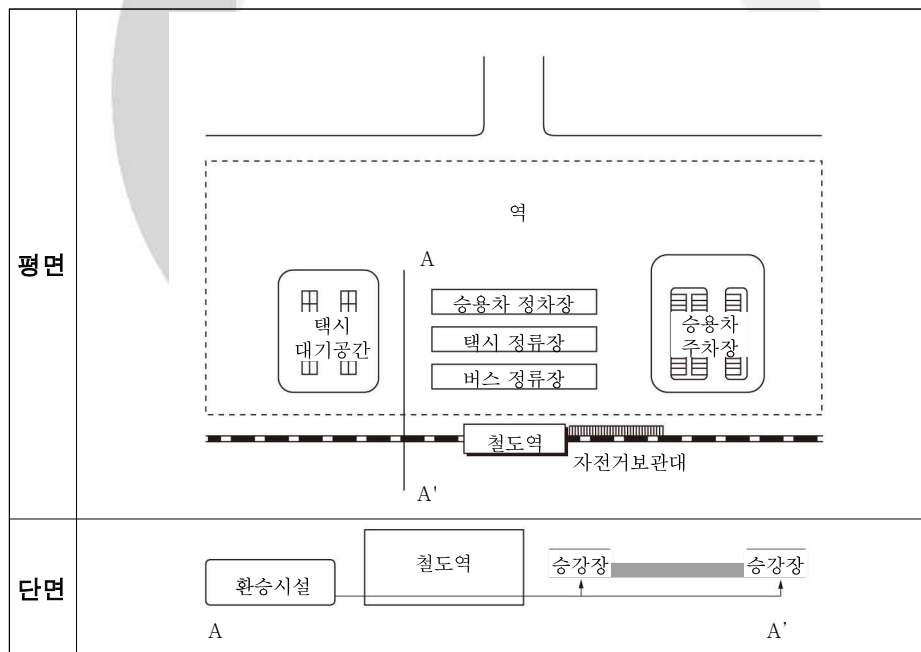 평면
역
A
승용차 정차장
택시
대기공간
택시 정류장
승용차
주차장
버스 정류장
철도역
자전거보관대
A'
단면
철도역
승강장
승강장
환승시설
A
A’